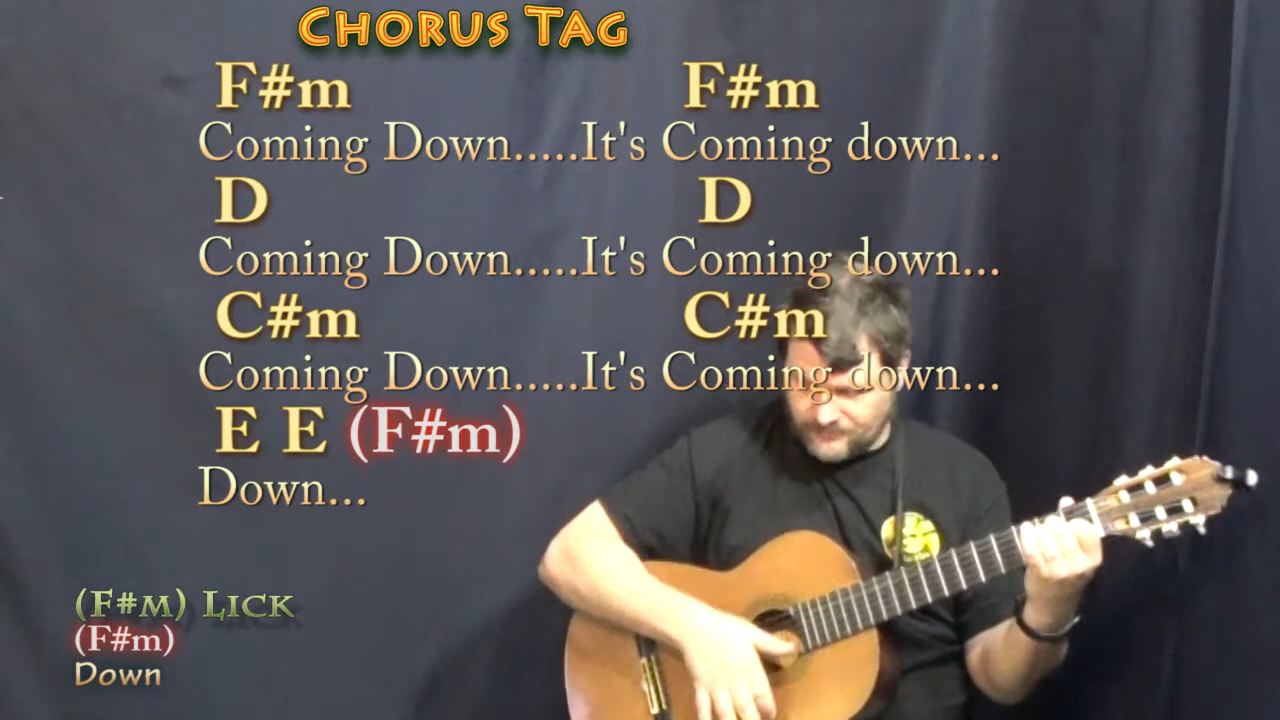 Chorus Tag
F#m F#m
Coming Down.....It's Coming down...
D D
Coming Down.....It's Coming down...
C#m C#m
Coming Down.....It's Coming down...
E E (F#m)
Down...
(F#m) Lick
(F#m)
Down